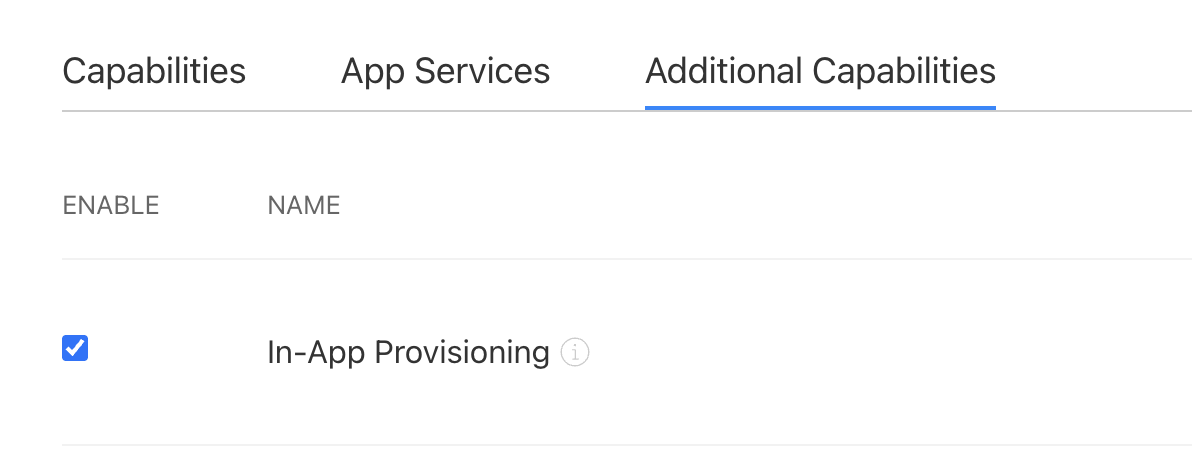 Capabilities App Services Additional Capabilities
ENABLE NAME
In-App Provisioning